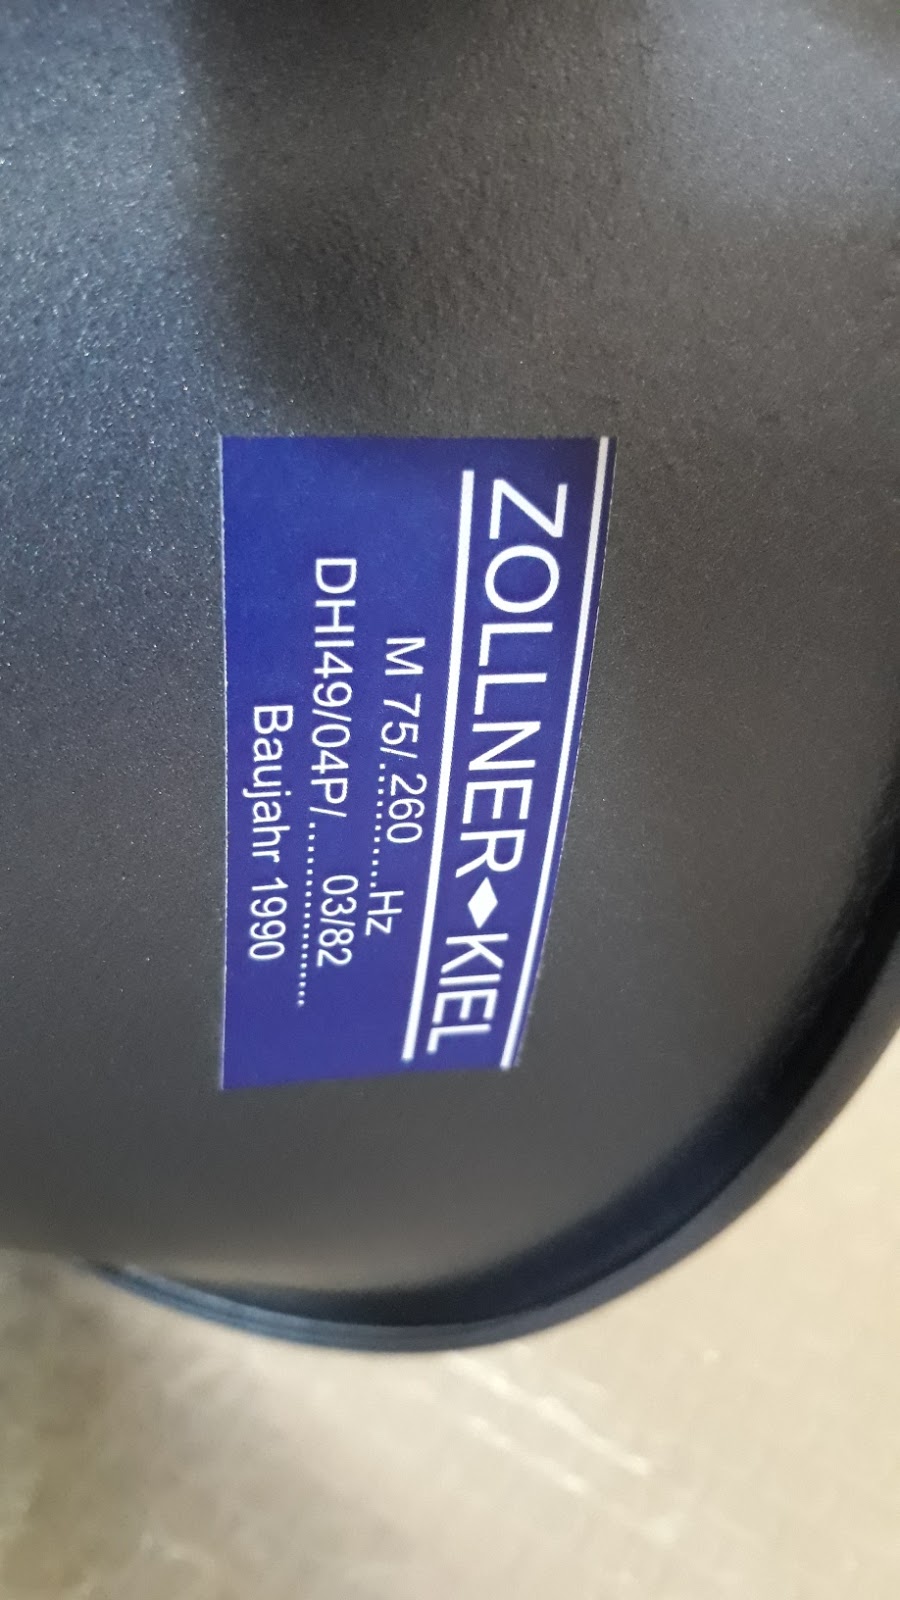 ZOLLNER◆KIEL
M 75/..260........Hz
DHI49/04P/.... 03/82 ....
Baujahr 1990